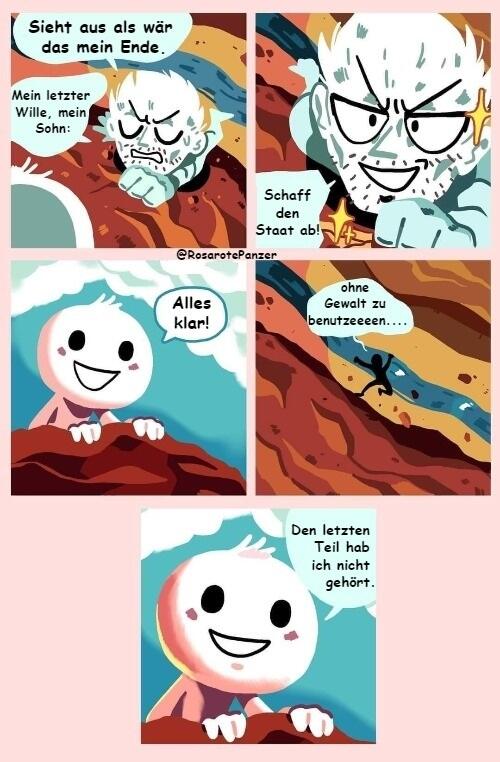 Sieht aus als wär
das mein Ende.
Mein letzter
Wille, mein
Sohn:
Schaff
den
Staat ab!
@RosarotePanzer
Alles
klar!
ohne
Gewalt zu
benutzeeeen....
Den letzten
Teil hab
ich nicht
gehört.